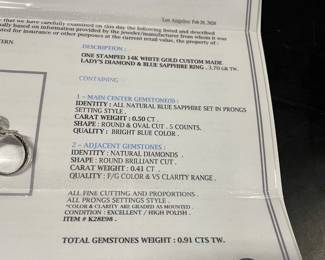 Los Angeles: Feb 20, 2020
that we have carefully examined on this day the following listed and described
based on information provided by the jeweler/manufacturer from whom it was
ested for insurance or other purposes at the current retail value, the property of :
TERN
DESCRIPTION :
ONE STAMPED 14K WHITE GOLD CUSTOM MADE
LADY'S DIAMOND & BLUE SAPPHIRE RING . 3.70 GR TW.
CONTAINING :
1 – MAIN CENTER GEMSTONE(S) :
IDENTITY : ALL NATURAL BLUE SAPPHIRE SET IN PRONGS
SETTING STYLE .
CARAT WEIGHT : 0.50 CT .
SHAPE : ROUND & OVAL CUT . 5 COUNTS.
QUALITY : BRIGHT BLUE COLOR .
2 – ADJACENT GEMSTONES :
IDENTITY : NATURAL DIAMONDS .
SHAPE : ROUND BRILLIANT CUT .
CARAT WEIGHT : 0.41 CT .
QUALITY : F/G COLOR & VS CLARITY RANGE .
ALL FINE CUTTING AND PROPORTIONS .
ALL PRONGS SETTINGS STYLE .
*COLOR & CLARITY ARE GRADED AS MOUNTED .
CONDITION : EXCELLENT / HIGH POLISH .
ITEM # K28E98 .
TOTAL GEMSTONES WEIGHT : 0.91 CTS TW.